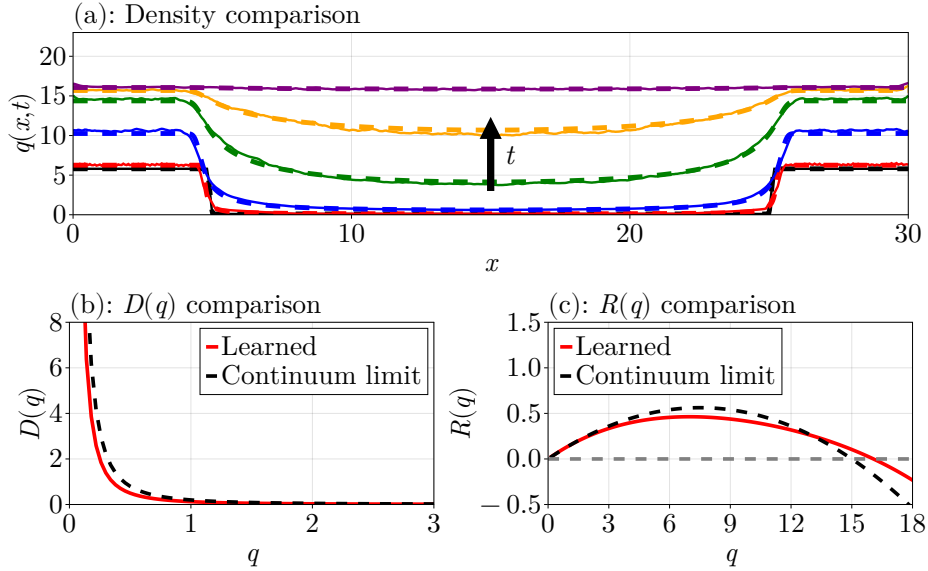 (a): Density comparison
q(x,t)
20
15
10
5
0
t
0
10
20
30
x
(b): D(q) comparison
D(q)
8
6
4
2
0
Learned
Continuum limit
0
1
2
3
q
(c): R(q) comparison
R(q)
1.5
1.0
0.5
0.0
−0.5
Learned
Continuum limit
0
3
6
9
12
15
18
q